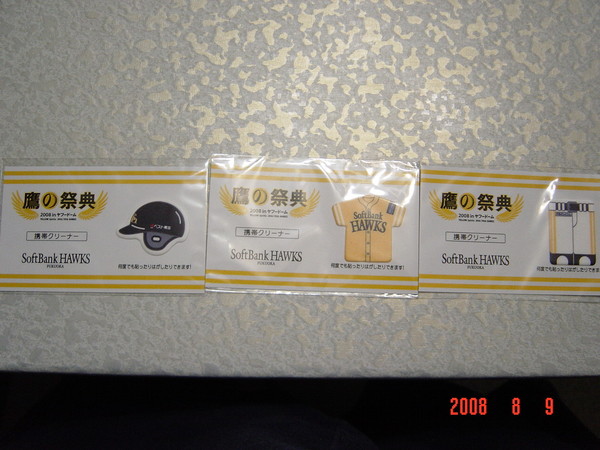 鷹の祭典
2008 in ヤフードーム
携帯クリーナー
SoftBank HAWKS
FUKUOKA
何度でも貼ったりはがしたりできます!
鷹の祭典
2008 in ヤフードーム
携帯クリーナー
SoftBank HAWKS
FUKUOKA
SoftBank
HAWKS
何度でも貼ったりはがしたりできます!
鷹の祭典
2008 in ヤフードーム
携帯クリーナー
SoftBank HAWKS
FUKUOKA
何度でも貼ったりはがしたりできます!
2008 8 9